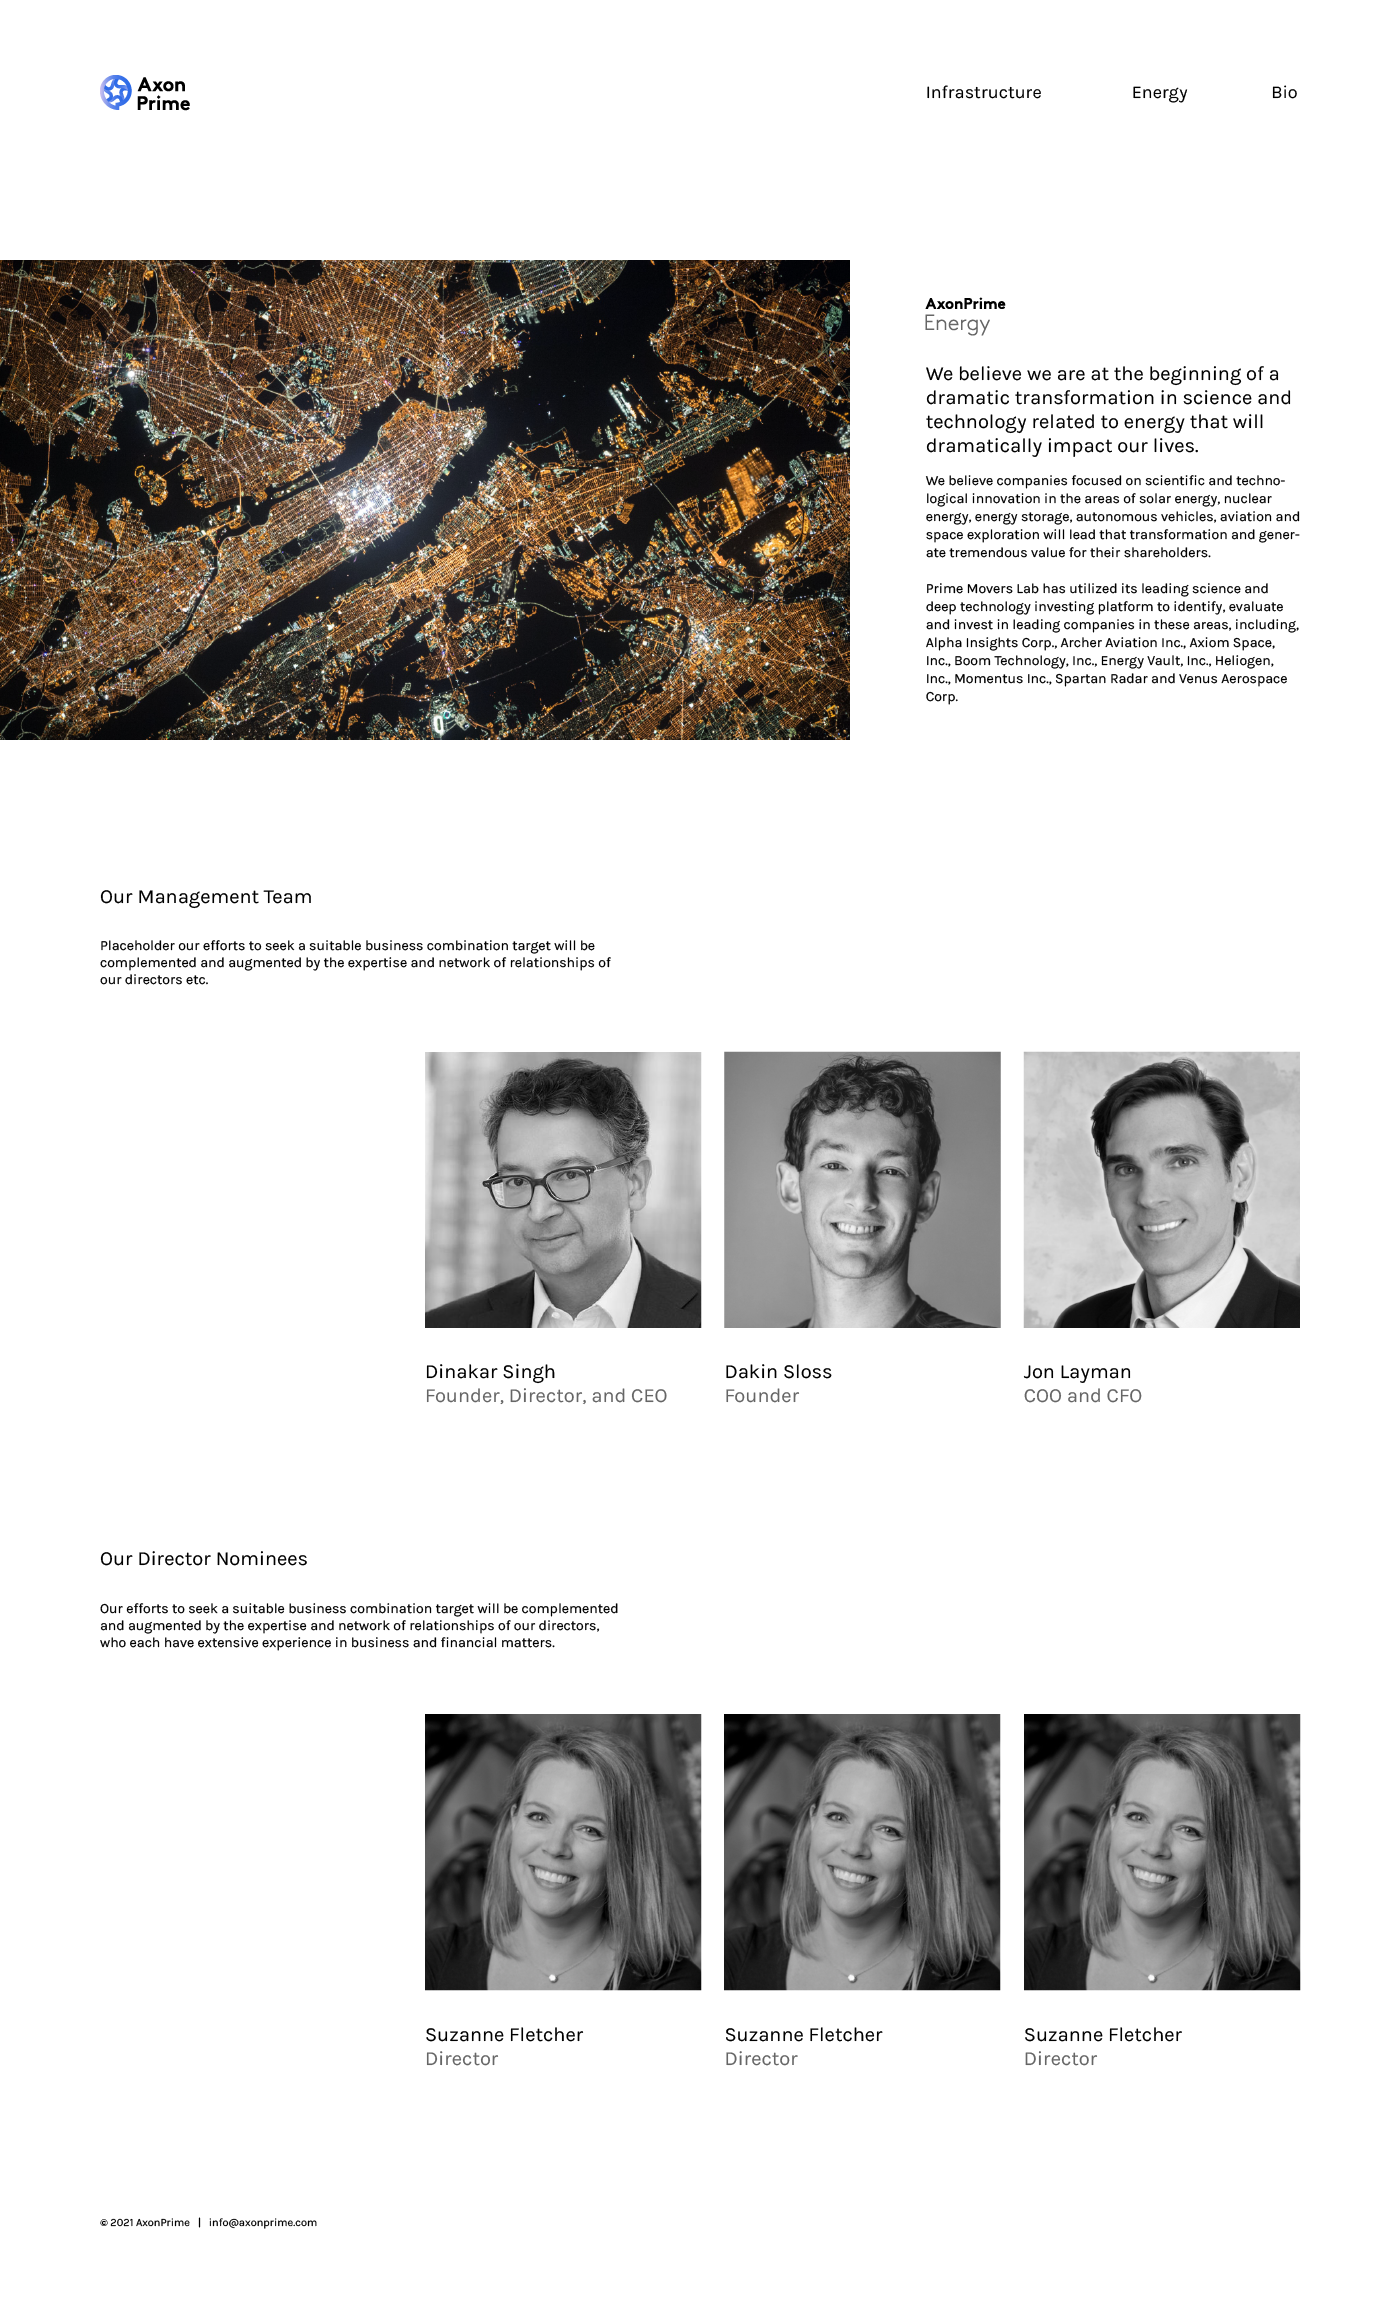 Axon
Prime
Infrastructure
Energy
Bio
AxonPrime
Energy
We believe we are at the beginning of a
dramatic transformation in science and
technology related to energy that will
dramatically impact our lives.
We believe companies focused on scientific and techno-
logical innovation in the areas of solar energy, nuclear
energy, energy storage, autonomous vehicles, aviation and
space exploration will lead that transformation and gener-
ate tremendous value for their shareholders.
Prime Movers Lab has utilized its leading science and
deep technology investing platform to identify, evaluate
and invest in leading companies in these areas, including,
Alpha Insights Corp., Archer Aviation Inc., Axiom Space,
Inc., Boom Technology, Inc., Energy Vault, Inc., Heliogen,
Inc., Momentus Inc., Spartan Radar and Venus Aerospace
Corp.
Our Management Team
Placeholder our efforts to seek a suitable business combination target will be
complemented and augmented by the expertise and network of relationships of
our directors etc.
Dinakar Singh
Founder, Director, and CEO
Dakin Sloss
Founder
Jon Layman
COO and CFO
Our Director Nominees
Our efforts to seek a suitable business combination target will be complemented
and augmented by the expertise and network of relationships of our directors,
who each have extensive experience in business and financial matters.
Suzanne Fletcher
Director
Suzanne Fletcher
Director
Suzanne Fletcher
Director
© 2021 AxonPrime | info@axonprime.com